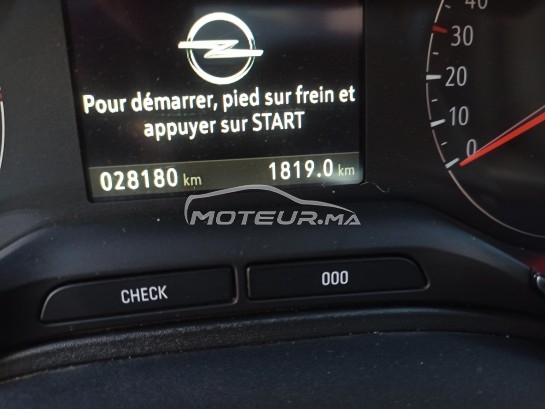 40
30
20
10
0
Pour démarrer, pied sur frein et
appuyer sur START
028180 km
1819.0 km
MOTEUR.MA
CHECK
000